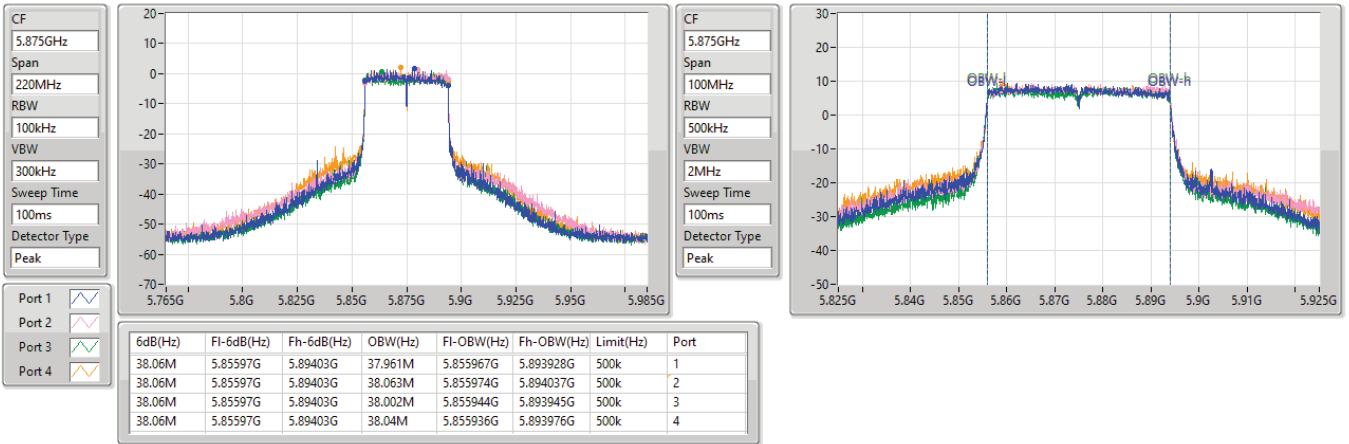 CF
5.875GHz
Span
220MHz
RBW
100kHz
VBW
300kHz
Sweep Time
100ms
Detector Type
Peak
20
10
0
-10
-20
-30
-40
-50
-60
-70
5.765G 5.8G 5.825G 5.85G 5.875G 5.9G 5.925G 5.95G 5.985G
CF
5.875GHz
Span
100MHz
RBW
500kHz
VBW
2MHz
Sweep Time
100ms
Detector Type
Peak
30
20
10
0
-10
-20
-30
-40
-50
OBW-l OBW-h
5.825G 5.84G 5.85G 5.86G 5.87G 5.88G 5.89G 5.9G 5.91G 5.925G
Port 1
Port 2
Port 3
Port 4
6dB(Hz) Fl-6dB(Hz) Fh-6dB(Hz) OBW(Hz) Fl-OBW(Hz) Fh-OBW(Hz) Limit(Hz) Port
38.06M 5.85597G 5.89403G 37.961M 5.855967G 5.893928G 500k 1
38.06M 5.85597G 5.89403G 38.063M 5.855974G 5.894037G 500k 2
38.06M 5.85597G 5.89403G 38.002M 5.855944G 5.893945G 500k 3
38.06M 5.85597G 5.89403G 38.04M 5.855936G 5.893976G 500k 4